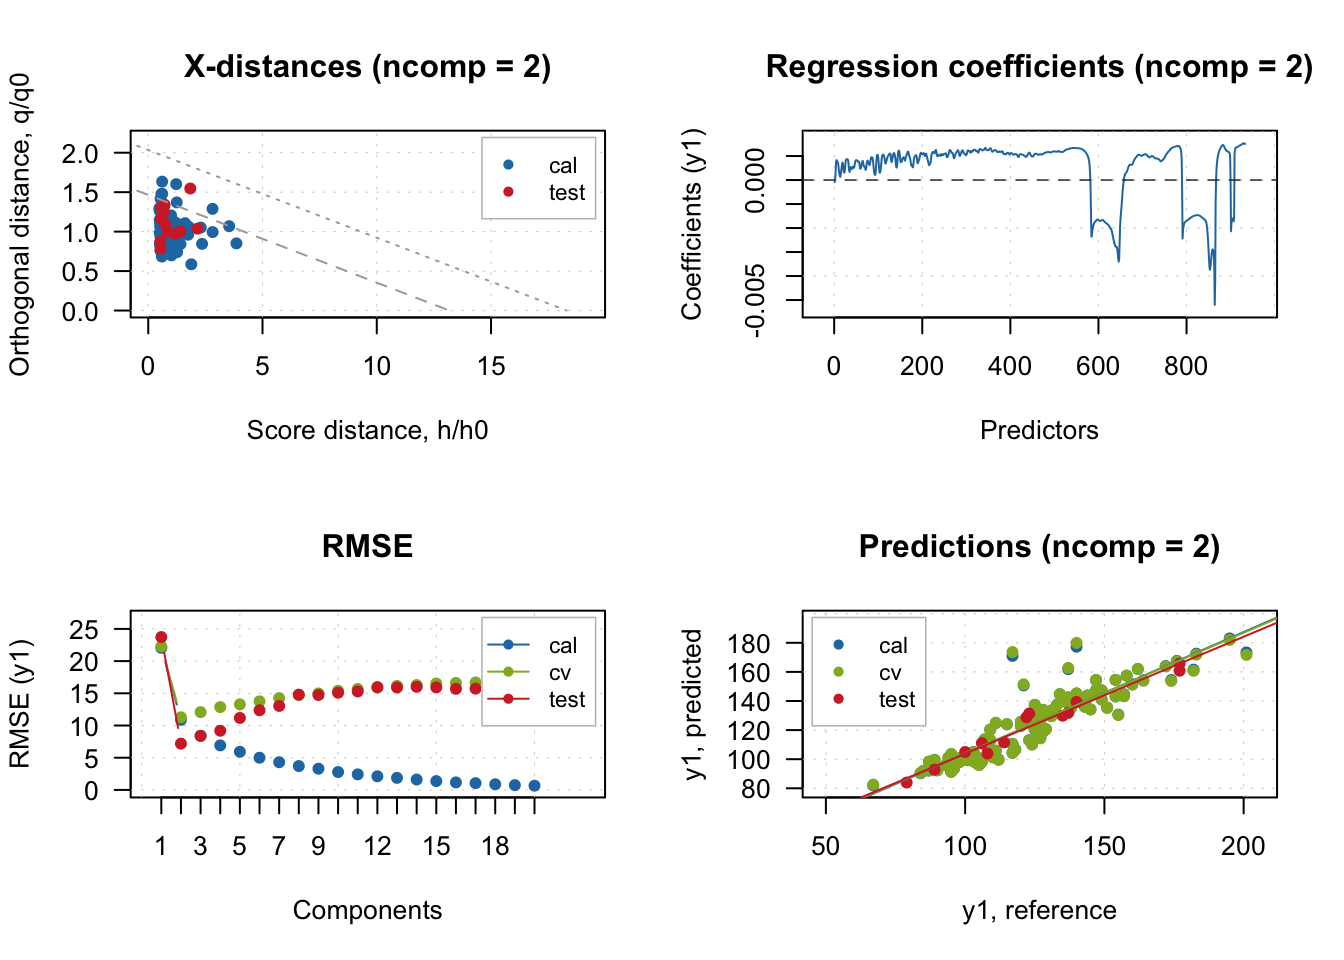 X-distances (ncomp = 2)
Orthogonal distance, q/q0
2.0
1.5
1.0
0.5
0.0
cal
test
0 5 10 15
Score distance, h/h0
Regression coefficients (ncomp = 2)
Coefficients (y1)
0.000
-0.005
0 200 400 600 800
Predictors
RMSE
RMSE (y1)
25
20
15
10
5
0
cal
cv
test
1 3 5 7 9 12 15 18
Components
Predictions (ncomp = 2)
y1, predicted
180
160
140
120
100
80
cal
cv
test
50 100 150 200
y1, reference